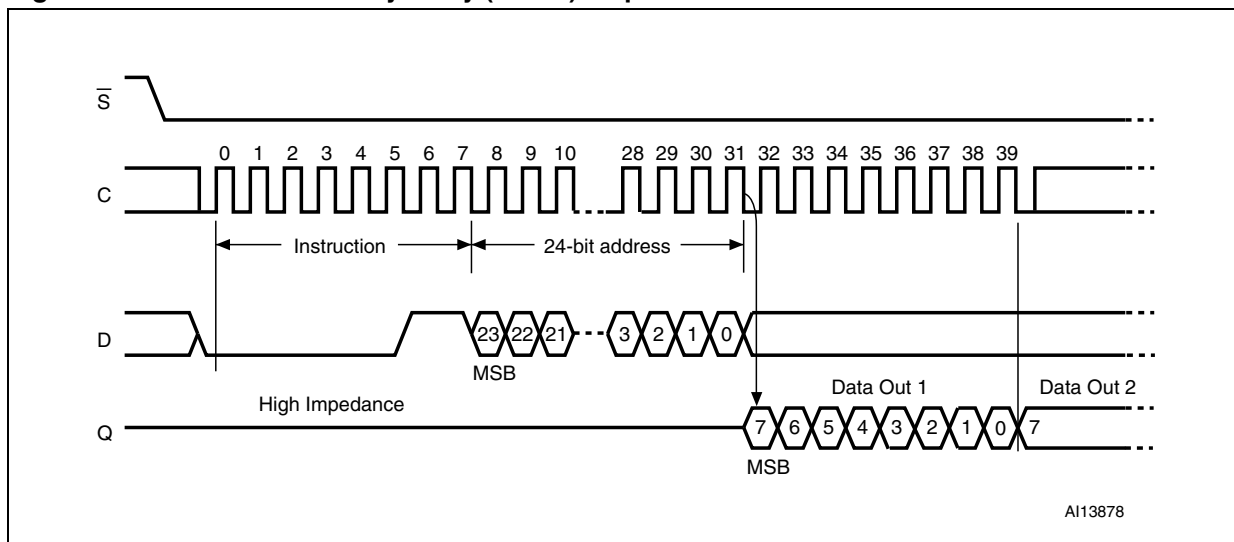 S
0 1 2 3 4 5 6 7 8 9 10 28 29 30 31 32 33 34 35 36 37 38 39
C
Instruction 24-bit address
D 23 22 21 3 2 1 0
MSB
High Impedance Data Out 1 Data Out 2
Q 7 6 5 4 3 2 1 0 7
MSB
AI13878